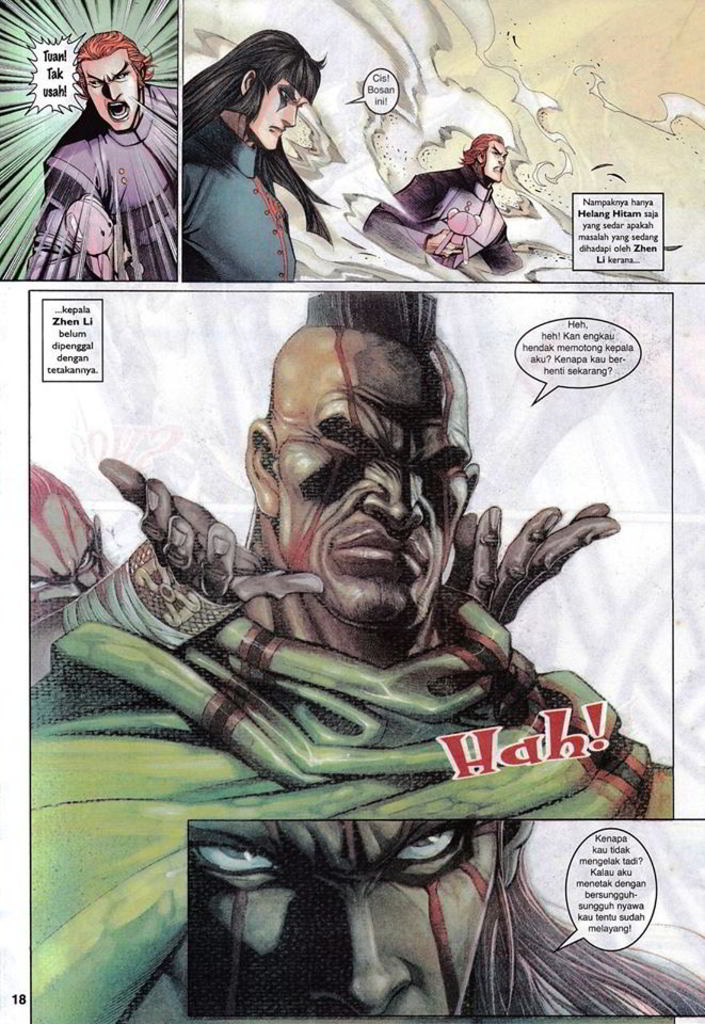 Tuan!
Tak
usah!
Cis!
Bosan
ini!
Nampaknya hanya
Helang Hitam saja
yang sedar apakah
masalah yang sedang
dihadapi oleh Zhen
Li kerana...
...kepala
Zhen Li
belum
dipenggal
dengan
tetakannya.
Heh,
heh! Kan engkau
hendak memotong kepala
aku? Kenapa kau ber-
henti sekarang?
Hah!
Kenapa
kau tidak
mengelak tadi?
Kalau aku
menetak dengan
bersungguh-
sungguh nyawa
kau tentu sudah
melayang!
18